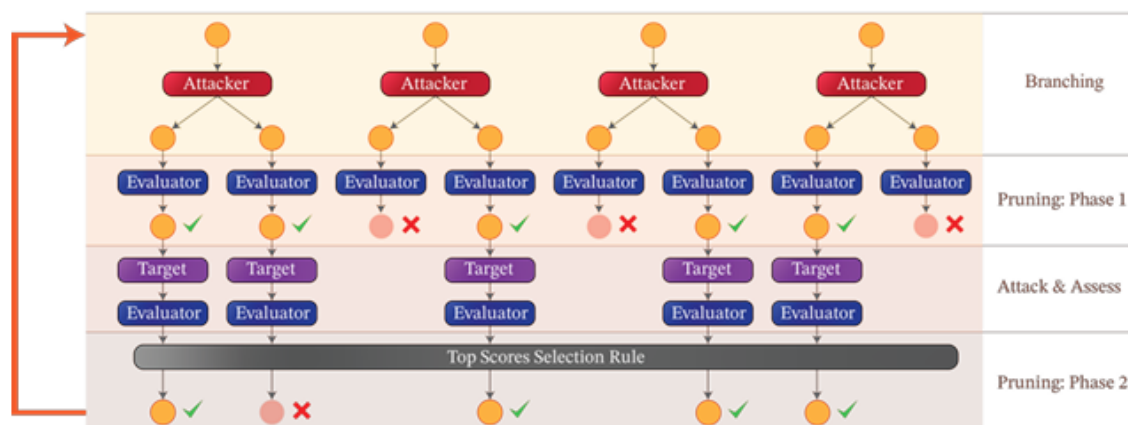 Attacker Attacker Attacker Attacker
Branching
Evaluator Evaluator Evaluator Evaluator Evaluator Evaluator Evaluator Evaluator
Pruning: Phase 1
Target Target Target Target Target
Attack & Assess
Evaluator Evaluator Evaluator Evaluator Evaluator
Top Scores Selection Rule
Pruning: Phase 2